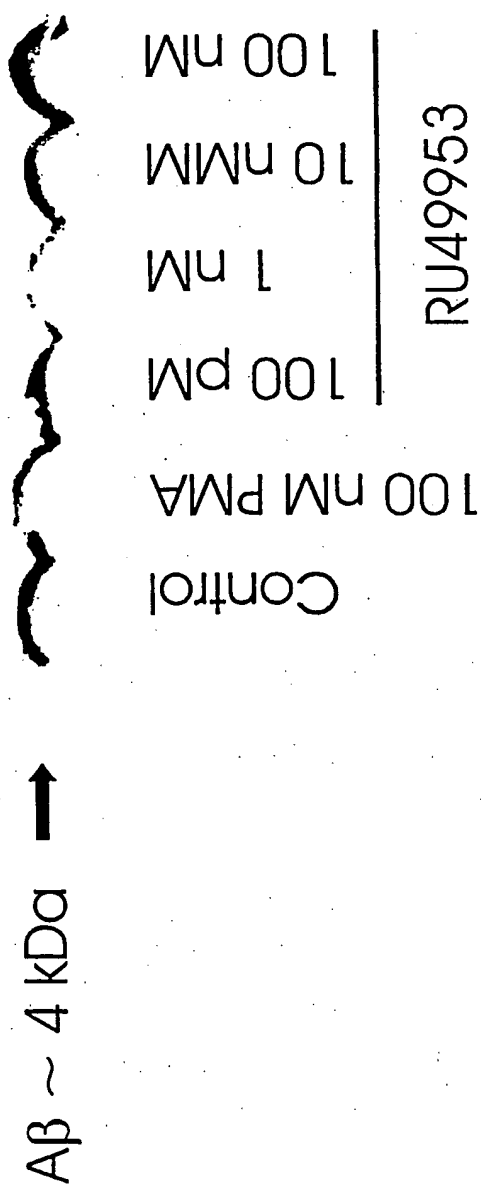 Aβ ~ 4 kDa
Control
100 nM PMA
100 pM
1 nM
10 nMM
100 nM
RU49953